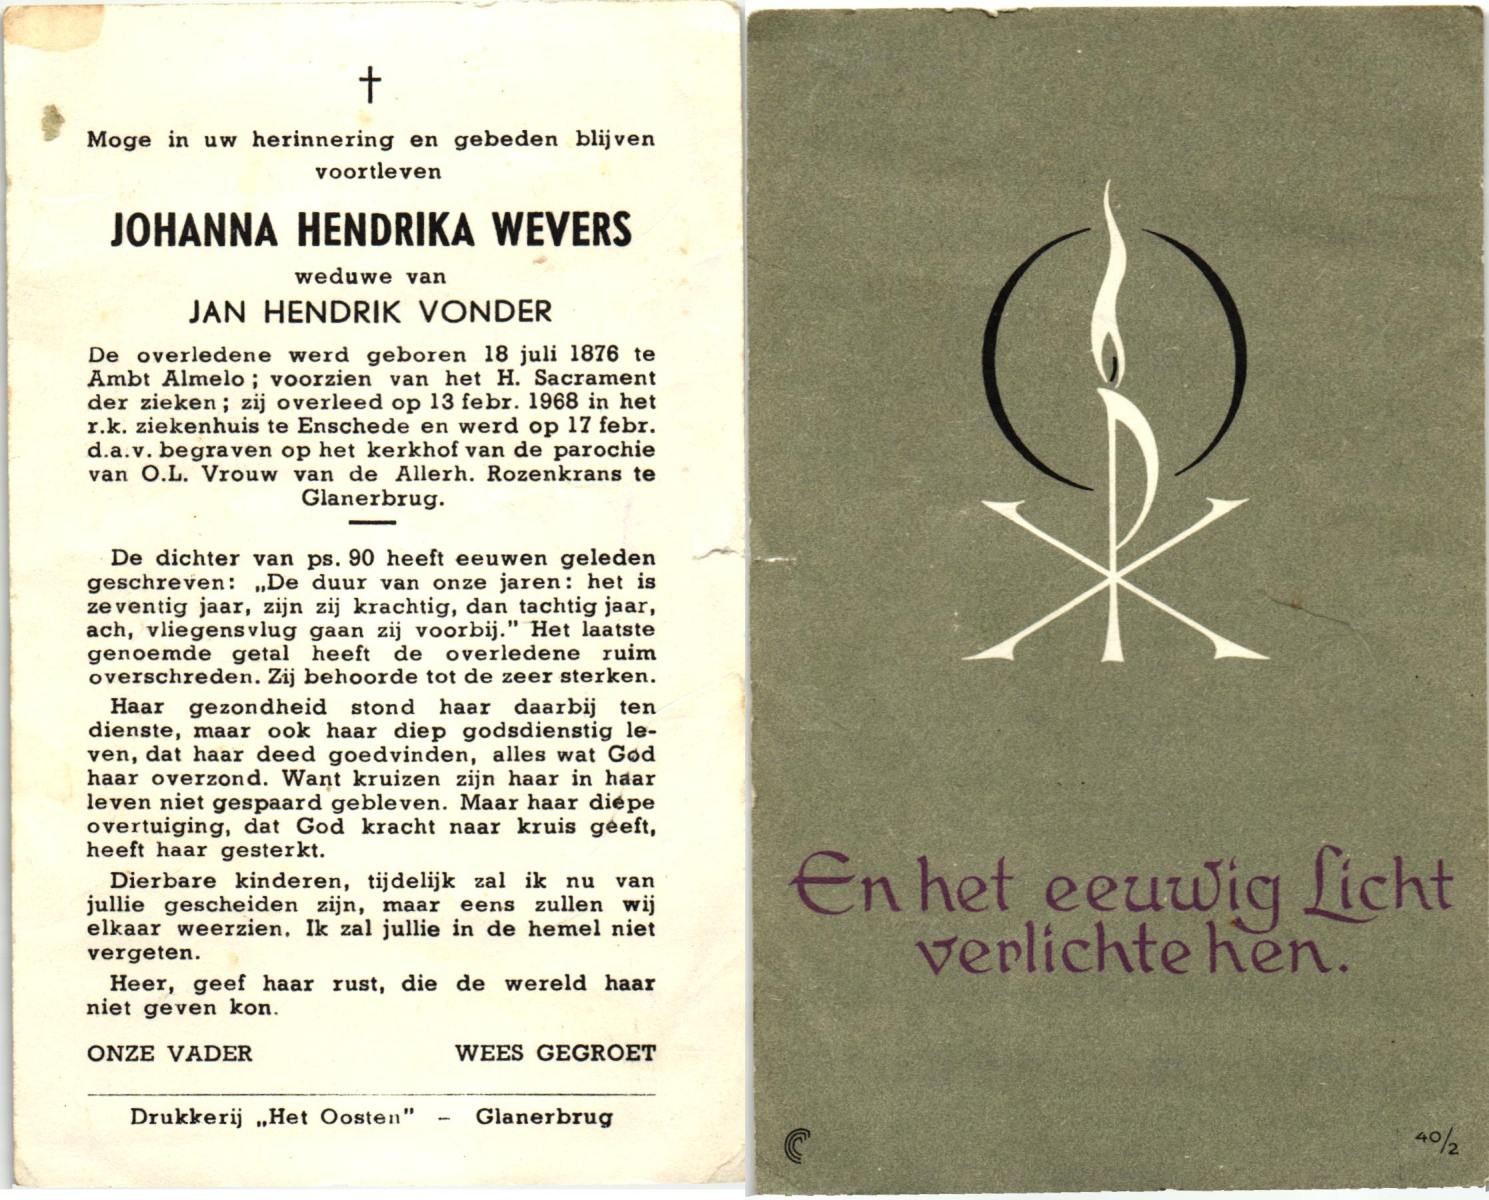 Moge in uw herinnering en gebeden blijven
voortleven
JOHANNA HENDRIKA WEVERS
weduwe van
JAN HENDRIK VONDER
De overledene werd geboren 18 juli 1876 te
Ambt Almelo; voorzien van het H. Sacrament
der zieken; zij overleed op 13 febr. 1968 in het
r.k. ziekenhuis te Enschede en werd op 17 febr.
d.a.v. begraven op het kerkhof van de parochie
van O.L. Vrouw van de Allerh. Rozenkrans te
Glanerbrug.
De dichter van ps. 90 heeft eeuwen geleden
geschreven: „De duur van onze jaren: het is
zeventig jaar, zijn zij krachtig, dan tachtig jaar,
ach, vliegensvlug gaan zij voorbij.” Het laatste
genoemde getal heeft de overledene ruim
overschreden. Zij behoorde tot de zeer sterken.
Haar gezondheid stond haar daarbij ten
dienste, maar ook haar diep godsdienstig le-
ven, dat haar deed goedvinden, alles wat God
haar overzond. Want kruizen zijn haar in haar
leven niet gespaard gebleven. Maar haar diepe
overtuiging, dat God kracht naar kruis geeft,
heeft haar gesterkt.
Dierbare kinderen, tijdelijk zal ik nu van
jullie gescheiden zijn, maar eens zullen wij
elkaar weerzien. Ik zal jullie in de hemel niet
vergeten.
Heer, geef haar rust, die de wereld haar
niet geven kon.
ONZE VADER WEES GEGROET
Drukkerij „Het Oosten” – Glanerbrug
En het eeuwig Licht
verlichte hen.
40/2